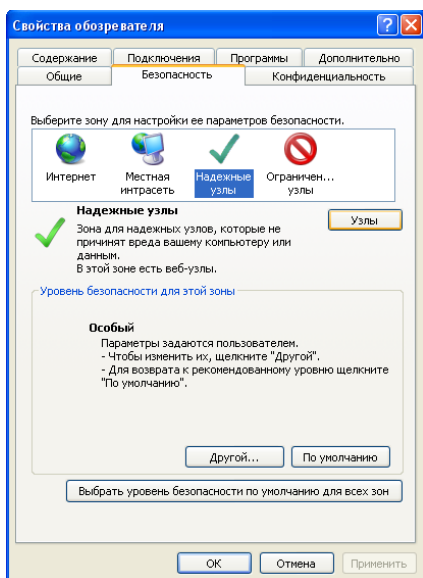 Свойства обозревателя
Содержание Подключения Программы Дополнительно
Общие Безопасность Конфиденциальность
Выберите зону для настройки ее параметров безопасности.
Интернет Местная интрасеть Надежные узлы Ограничен... узлы
Надежные узлы
Узлы
Зона для надежных узлов, которые не
причинят вреда вашему компьютеру или
данным.
В этой зоне есть веб-узлы.
Уровень безопасности для этой зоны
Особый
Параметры задаются пользователем.
- Чтобы изменить их, щелкните "Другой".
- Для возврата к рекомендованному уровню щелкните
"По умолчанию".
Другой... По умолчанию
Выбрать уровень безопасности по умолчанию для всех зон
ОК Отмена Применить